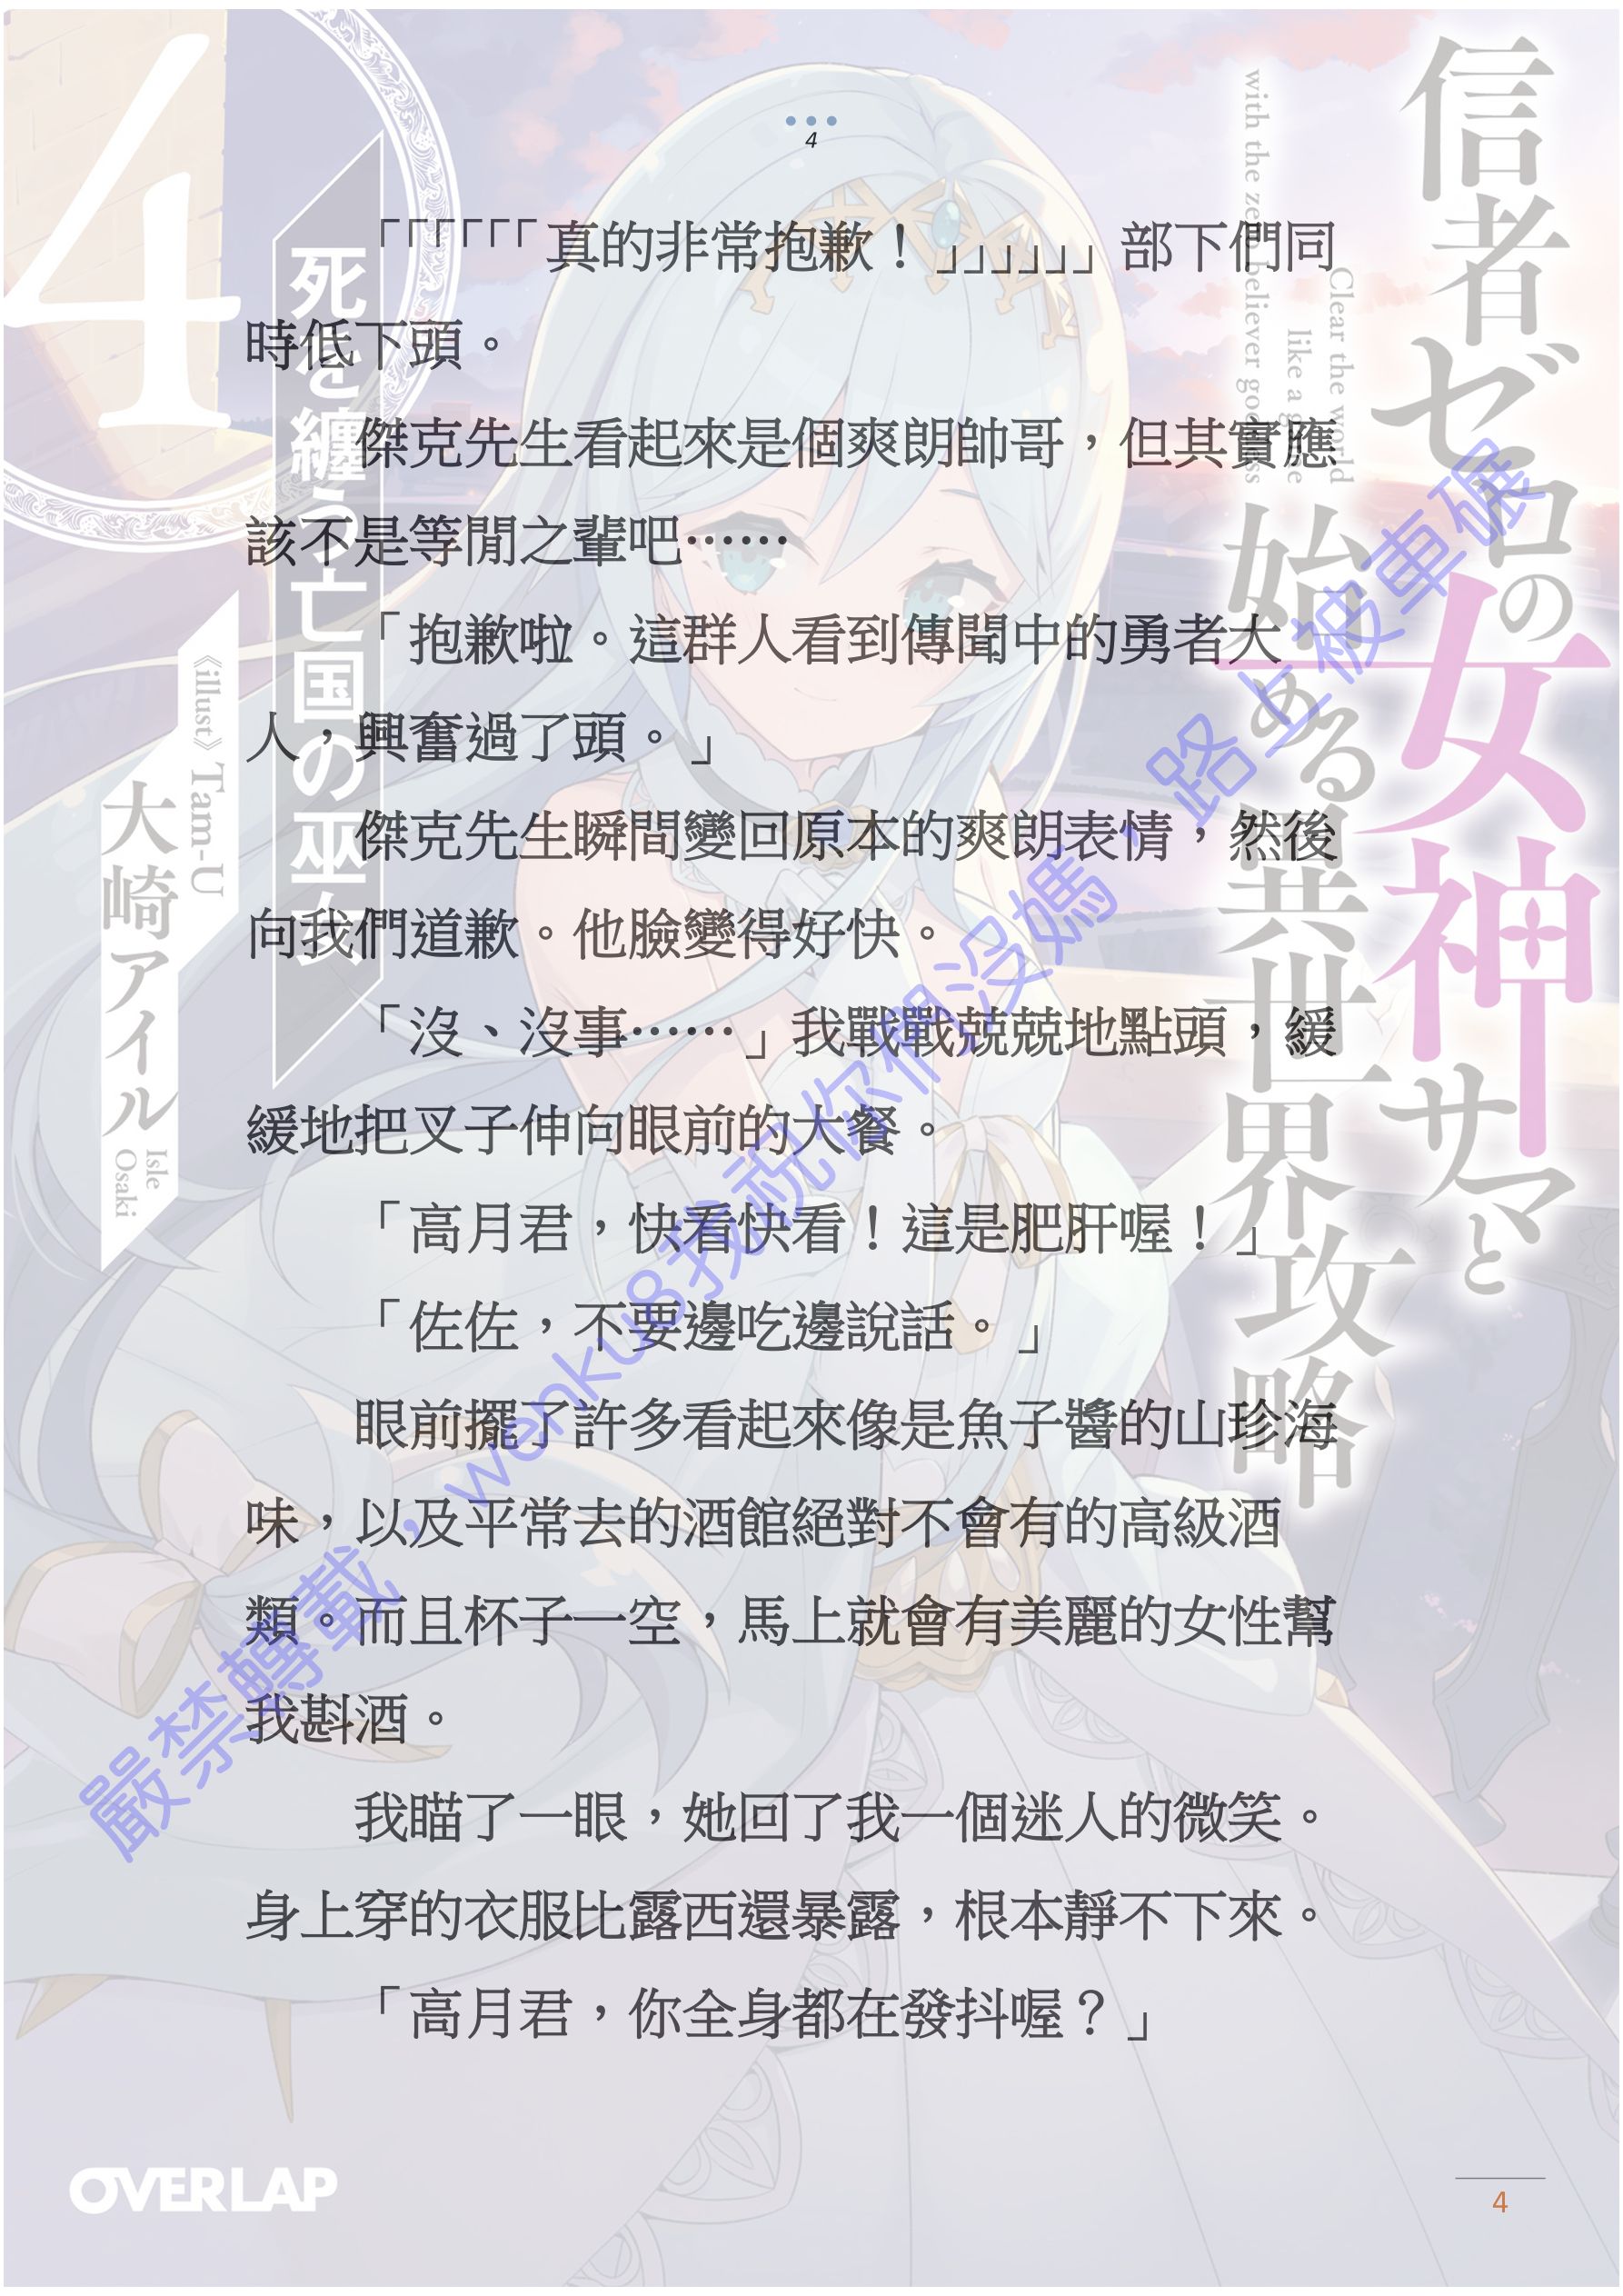 4
「「「「「「真的非常抱歉！」」」」」」部下們同
時低下頭。
傑克先生看起來是個爽朗帥哥，但其實應
該不是等閒之輩吧……
「抱歉啦。這群人看到傳聞中的勇者大
人，興奮過了頭。」
傑克先生瞬間變回原本的爽朗表情，然後
向我們道歉。他臉變得好快。
「沒、沒事……」我戰戰兢兢地點頭，緩
緩地把叉子伸向眼前的大餐。
「高月君，快看快看！這是肥肝喔！」
「佐佐，不要邊吃邊說話。」
眼前擺了許多看起來像是魚子醬的山珍海
味，以及平常去的酒館絕對不會有的高級酒
類。而且杯子一空，馬上就會有美麗的女性幫
我斟酒。
我瞄了一眼，她回了我一個迷人的微笑。
身上穿的衣服比露西還暴露，根本靜不下來。
「高月君，你全身都在發抖喔？」
4
信者ゼロの女神サマと
始める異世界攻略
Clear the world
like a game
with the zero believer goddess
4
死を纏う亡国の巫女
《illust》Tam-U
大崎アイル
Isle
Osaki
OVERLAP
嚴禁轉載，wenku8我祝你們沒媽，路上被車碾